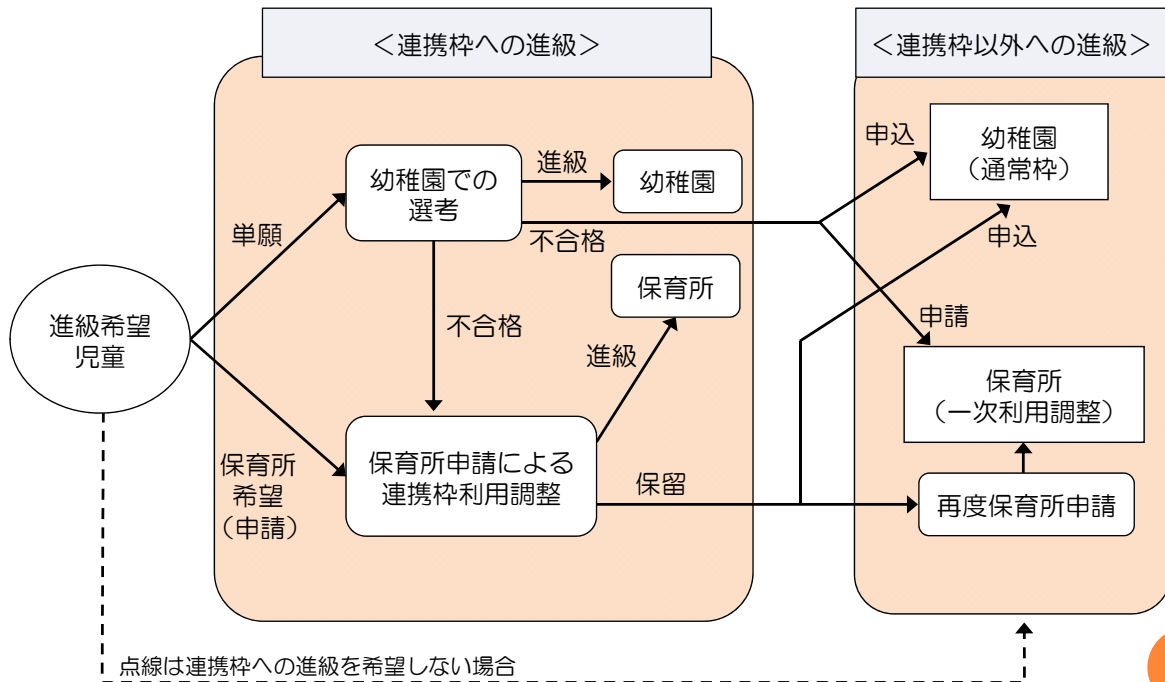 ＜連携枠への進級＞
＜連携枠以外への進級＞
幼稚園での
選考
進級
幼稚園
申込
幼稚園
（通常枠）
単願
不合格
申込
保育所
進級希望
児童
不合格
進級
申請
保育所
（一次利用調整）
保育所
希望
（申請）
保育所申請による
連携枠利用調整
保留
再度保育所申請
点線は連携枠への進級を希望しない場合